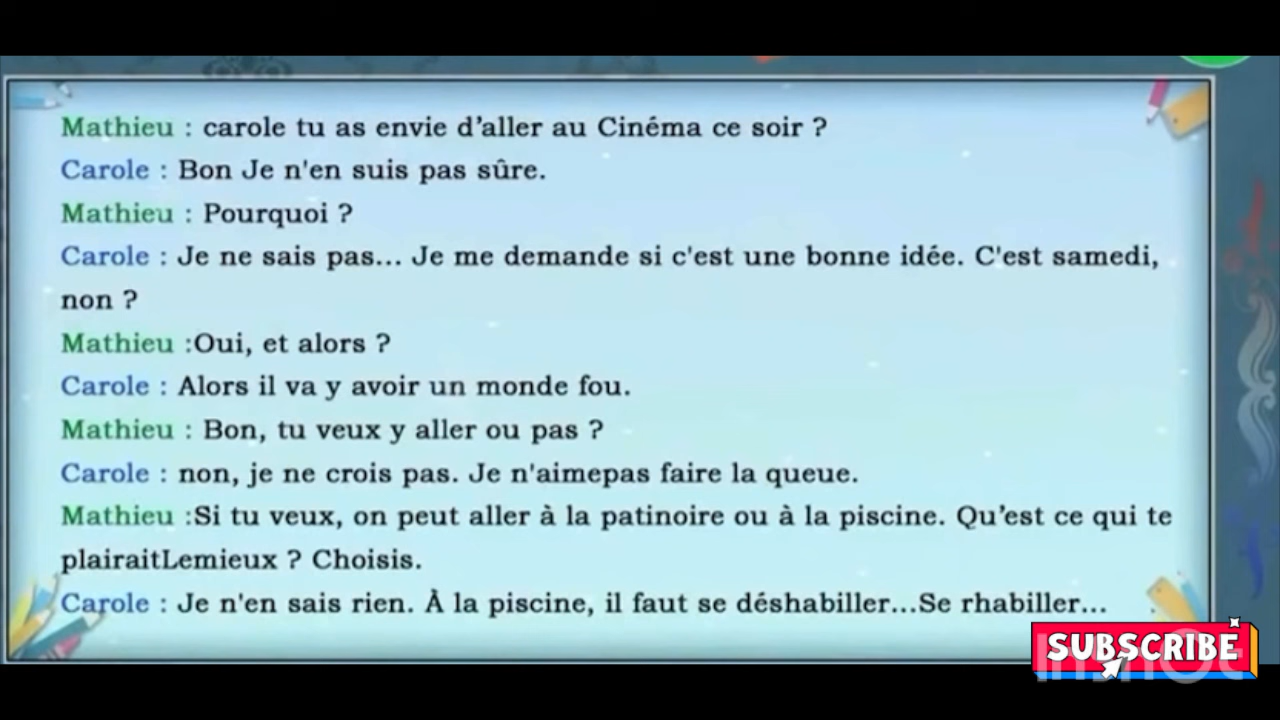 Mathieu : carole tu as envie d'aller au Cinéma ce soir ?
Carole : Bon Je n'en suis pas sûre.
Mathieu : Pourquoi ?
Carole : Je ne sais pas... Je me demande si c'est une bonne idée. C'est samedi,
non ?
Mathieu :Oui, et alors ?
Carole : Alors il va y avoir un monde fou.
Mathieu : Bon, tu veux y aller ou pas ?
Carole : non, je ne crois pas. Je n'aimepas faire la queue.
Mathieu :Si tu veux, on peut aller à la patinoire ou à la piscine. Qu'est ce qui te
plairaitLemieux ? Choisis.
Carole : Je n'en sais rien. À la piscine, il faut se déshabiller...Se rhabiller...
SUBSCRIBE